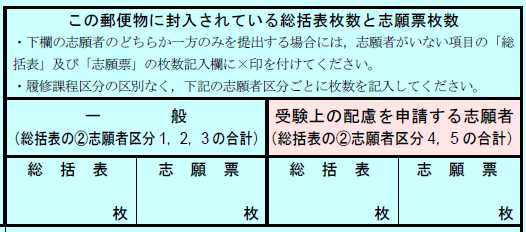 この郵便物に封入されている総括表枚数と志願票枚数
・下欄の志願者のどちらか一方のみを提出する場合には，志願者がいない項目の「総
括表」及び「志願票」の枚数記入欄に×印を付けてください。
・履修課程区分の区別なく，下記の志願者区分ごとに枚数を記入してください。
一　般
（総括表の②志願者区分１，２，３の合計）
受験上の配慮を申請する志願者
（総括表の②志願者区分４，５の合計）
総 括 表
志 願 票
総 括 表
志 願 票
枚
枚
枚
枚